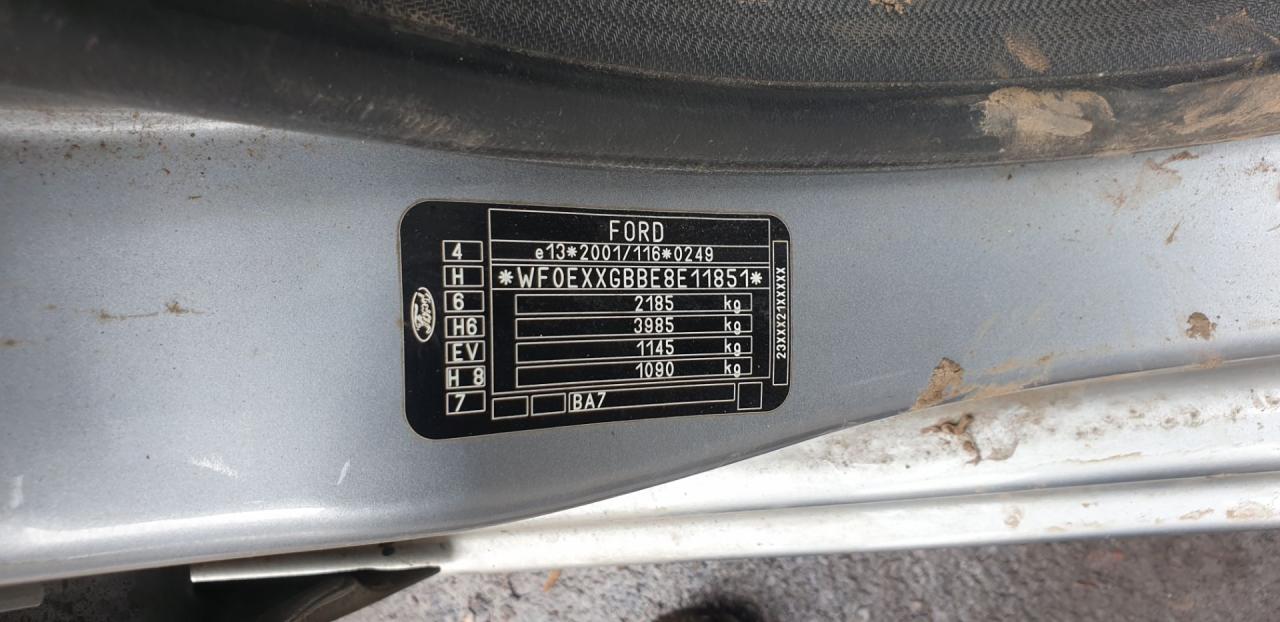 FORD
e13*2001/116*0249
*WF0EXXGBBE8E11851*
2185 kg
3985 kg
1145 kg
1090 kg
BA7
4
H
6
H6
EV
H 8
7
Ford
23XXX21XXXXX